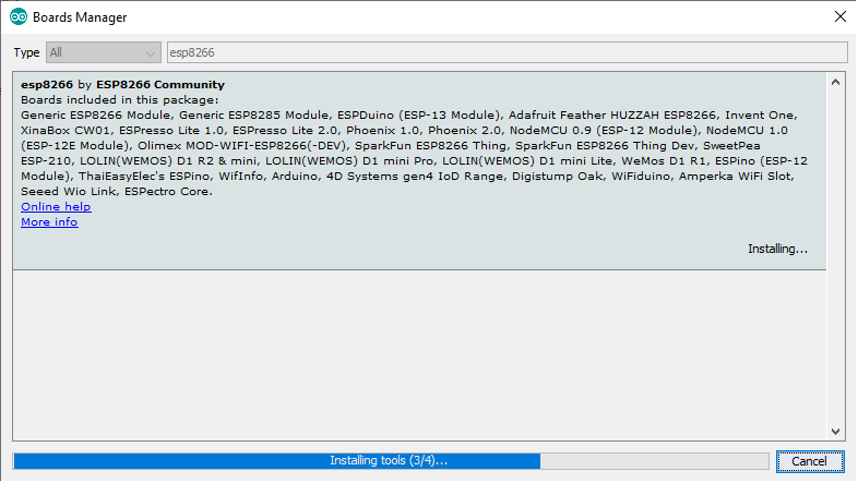 Boards Manager
Type All esp8266
esp8266 by ESP8266 Community
Boards included in this package:
Generic ESP8266 Module, Generic ESP8285 Module, ESPDuino (ESP-13 Module), Adafruit Feather HUZZAH ESP8266, Invent One,
XinaBox CW01, ESPresso Lite 1.0, ESPresso Lite 2.0, Phoenix 1.0, Phoenix 2.0, NodeMCU 0.9 (ESP-12 Module), NodeMCU 1.0
(ESP-12E Module), Olimex MOD-WIFI-ESP8266(-DEV), SparkFun ESP8266 Thing, SparkFun ESP8266 Thing Dev, SweetPea
ESP-210, LOLIN(WEMOS) D1 R2 & mini, LOLIN(WEMOS) D1 mini Pro, LOLIN(WEMOS) D1 mini Lite, WeMos D1 R1, ESPino (ESP-12
Module), ThaiEasyElec's ESPino, WifInfo, Arduino, 4D Systems gen4 IoD Range, Digistump Oak, WiFiduino, Amperka WiFi Slot,
Seeed Wio Link, ESPectro Core.
Online help
More info
Installing...
Installing tools (3/4)...
Cancel